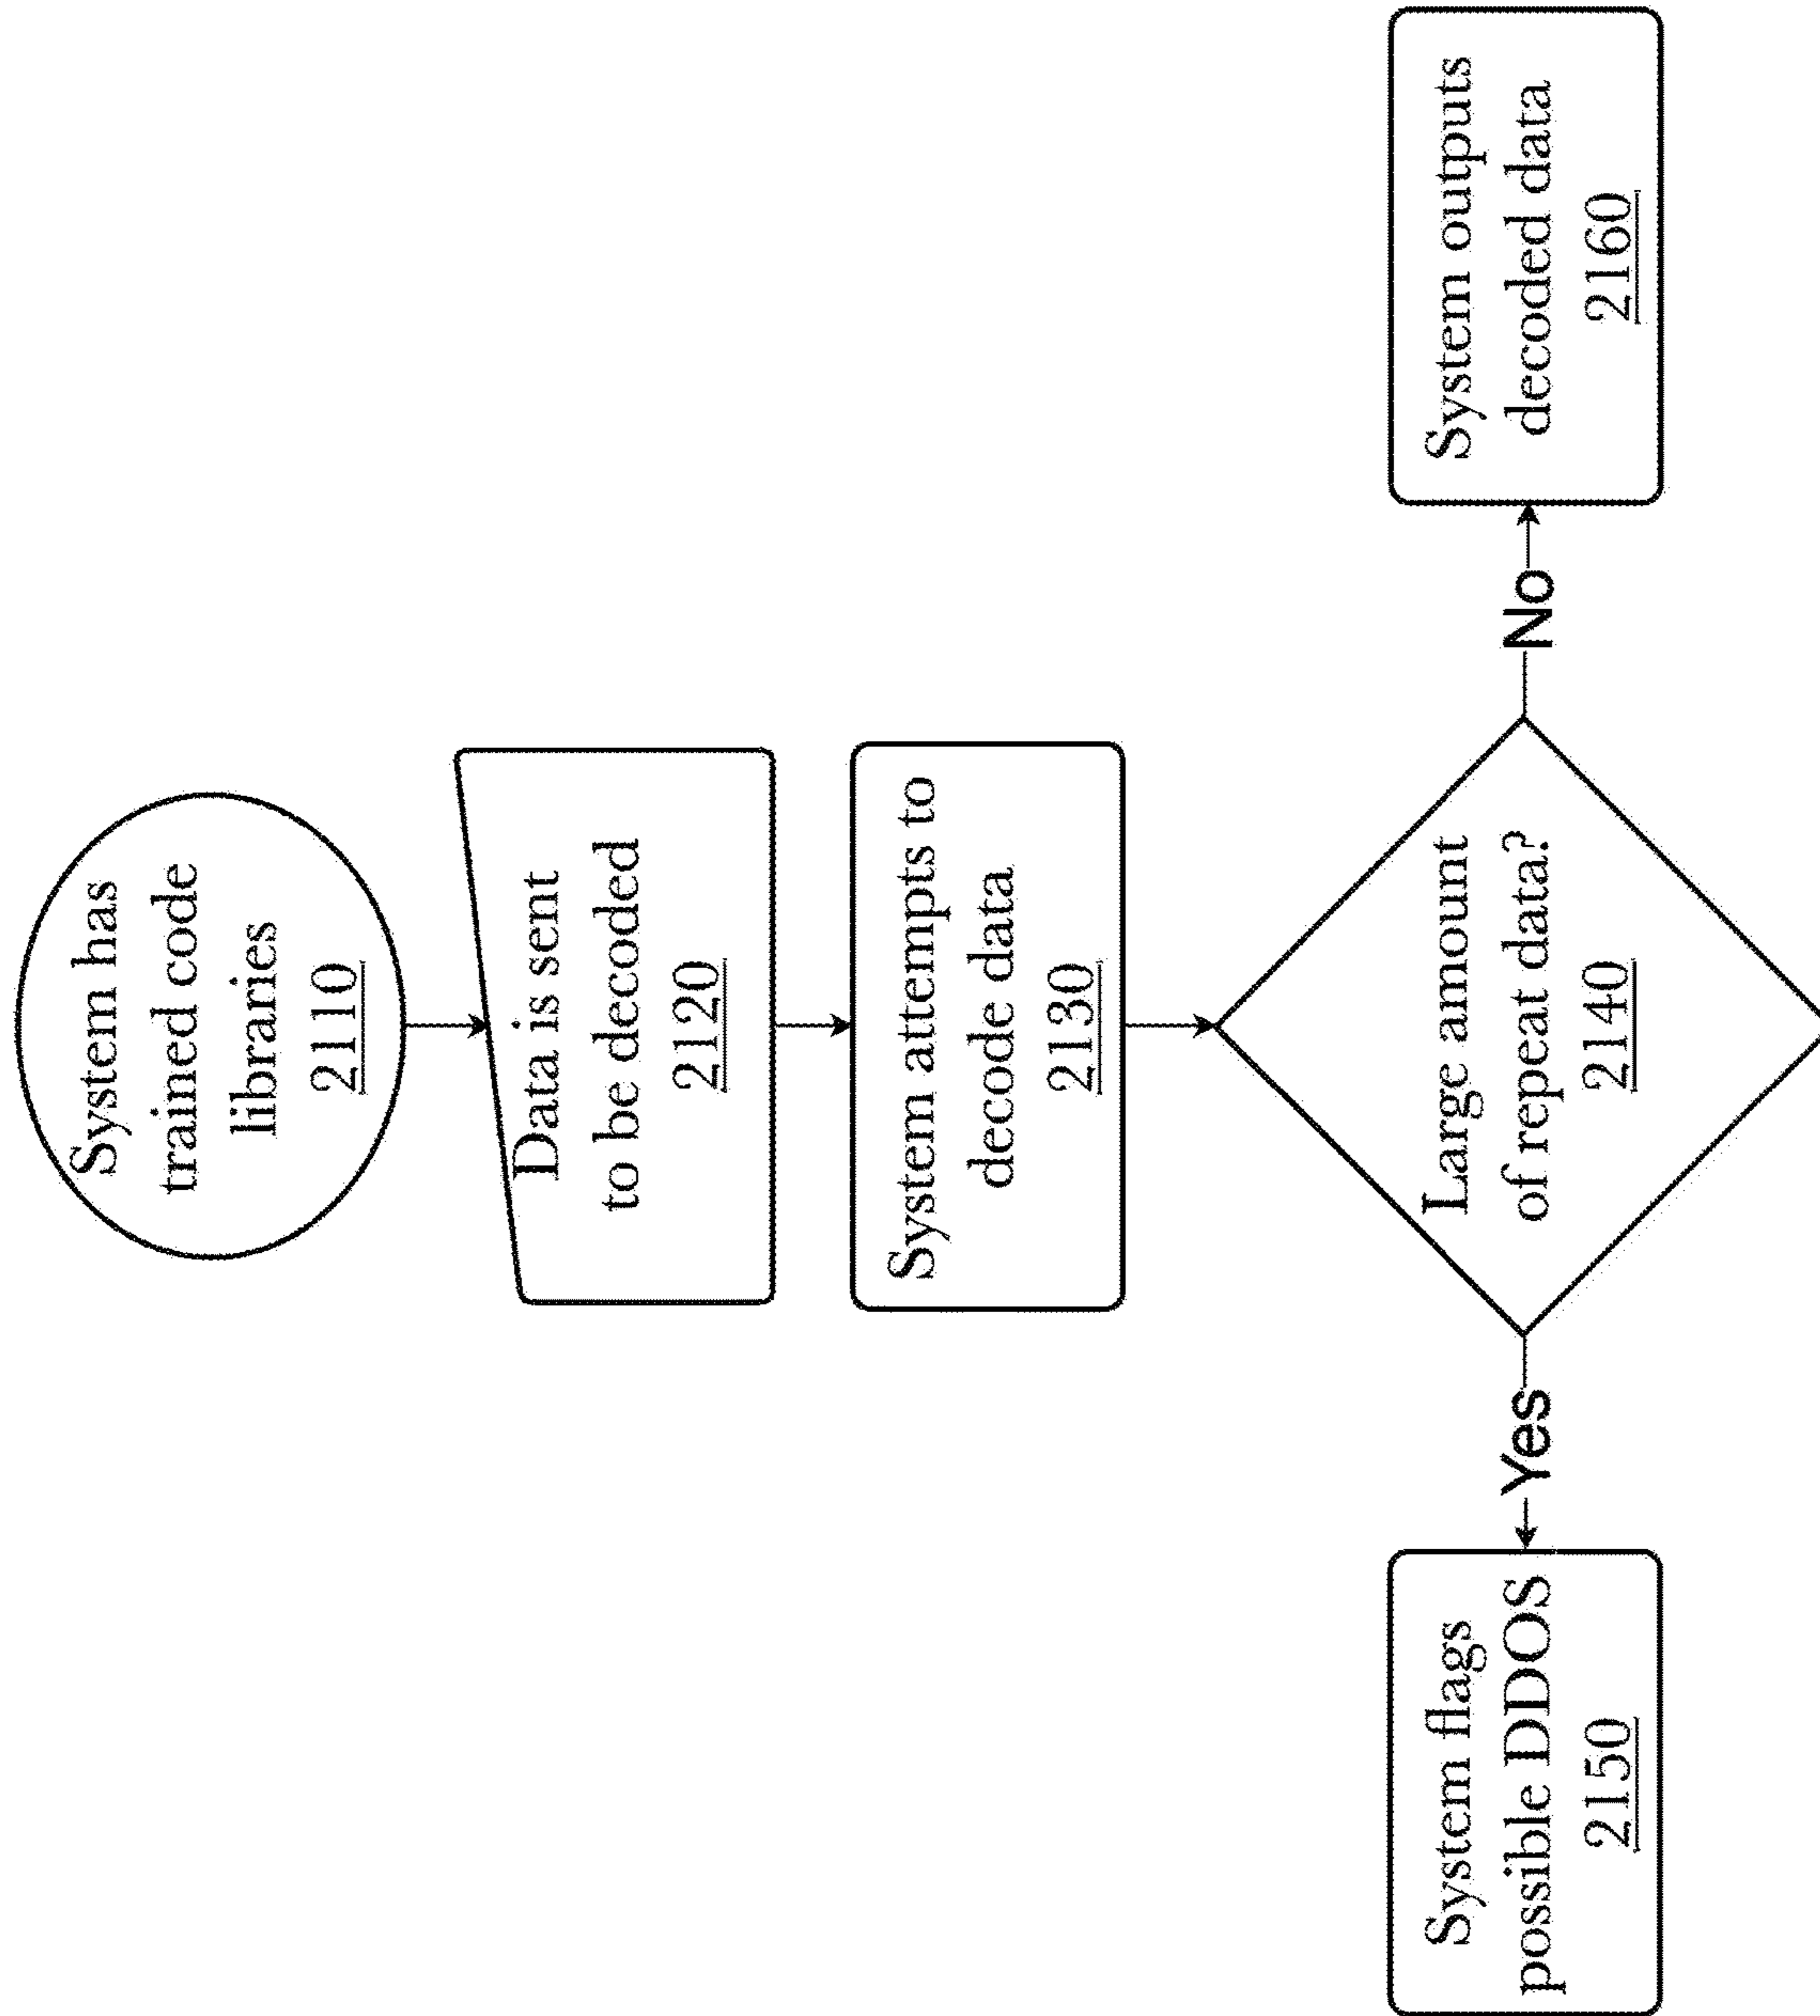 System has
trained code
libraries
2110
Data is sent
to be decoded
2120
System attempts to
decode data
2130
Large amount
of repeat data?
2140
Yes
No
System flags
possible DDOS
2150
System outputs
decoded data
2160